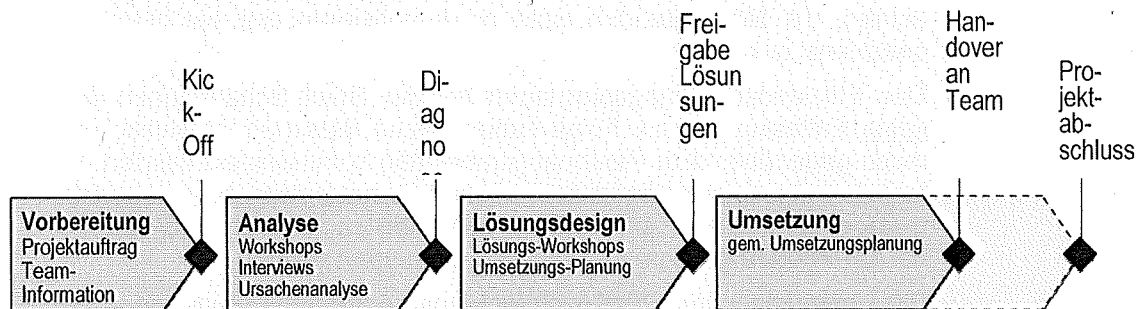 Kic
k-
Off
Di-
ag
no
Frei-
gabe
Lösun
sun-
gen
Han-
dover
an
Team
Pro-
jekt-
ab-
schluss
Vorbereitung
Projektauftrag
Team-
Information
Analyse
Workshops
Interviews
Ursachenanalyse
Lösungsdesign
Lösungs-Workshops
Umsetzungs-Planung
Umsetzung
gem. Umsetzungsplanung